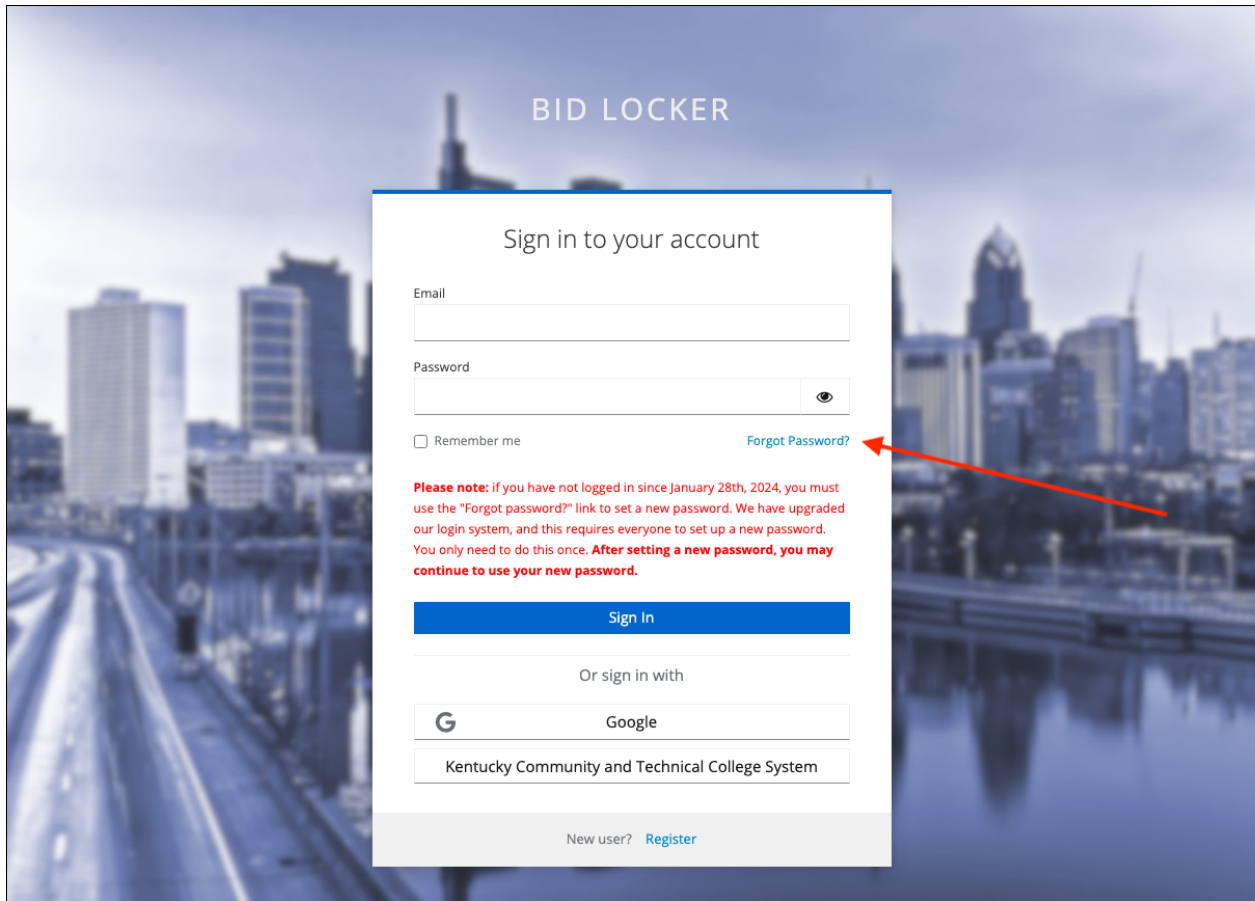 BID LOCKER
Sign in to your account
Email
Password
Remember me
Forgot Password?
Please note: if you have not logged in since January 28th, 2024, you must
use the "Forgot password?" link to set a new password. We have upgraded
our login system, and this requires everyone to set up a new password.
You only need to do this once. After setting a new password, you may
continue to use your new password.
Sign In
Or sign in with
Google
Kentucky Community and Technical College System
New user? Register